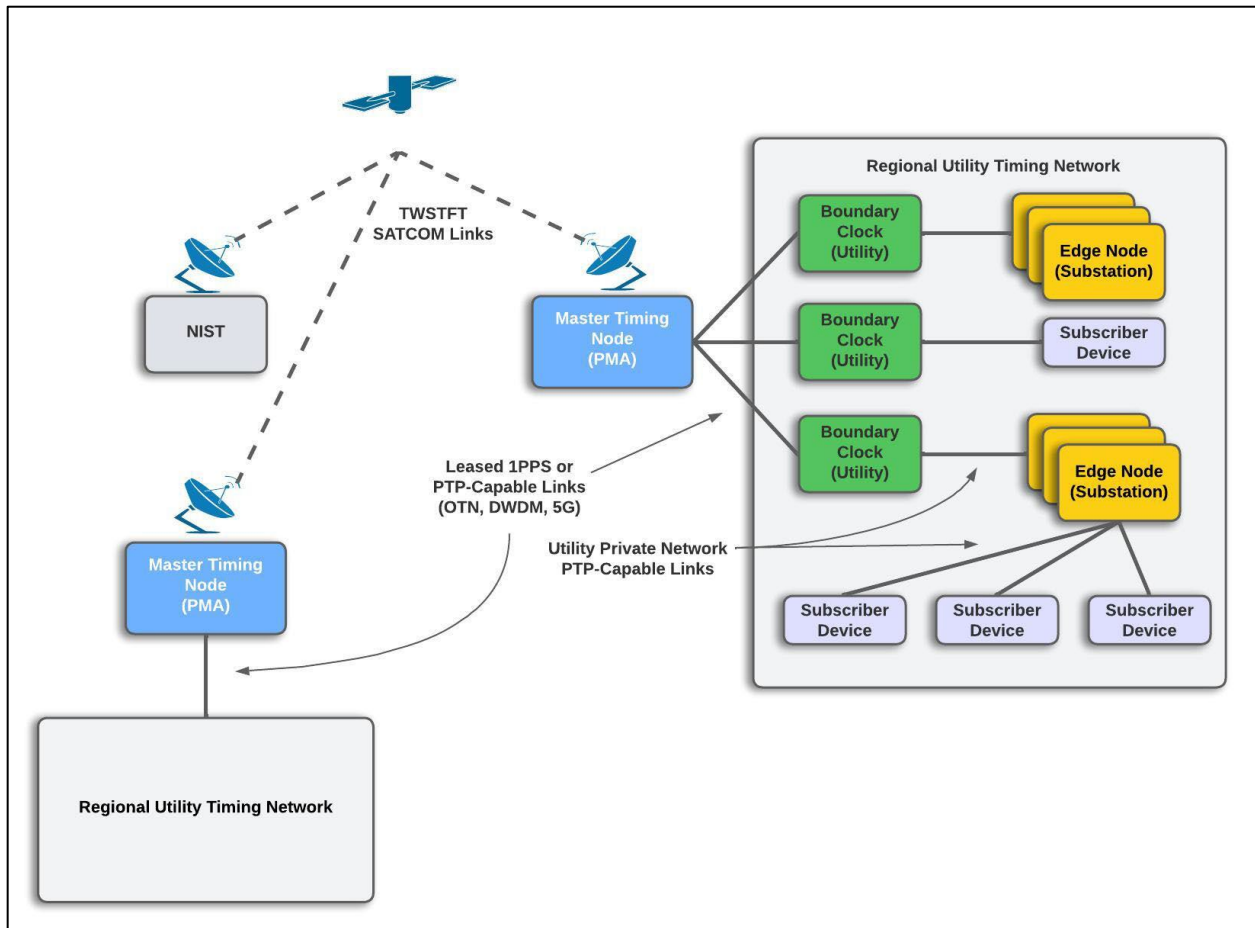 TWSTFT
SATCOM Links
NIST
Master Timing
Node
(PMA)
Regional Utility Timing Network
Boundary
Clock
(Utility)
Edge Node
(Substation)
Boundary
Clock
(Utility)
Subscriber
Device
Boundary
Clock
(Utility)
Edge Node
(Substation)
Leased 1PPS or
PTP-Capable Links
(OTN, DWDM, 5G)
Utility Private Network
PTP-Capable Links
Subscriber
Device
Subscriber
Device
Subscriber
Device
Master Timing
Node
(PMA)
Regional Utility Timing Network